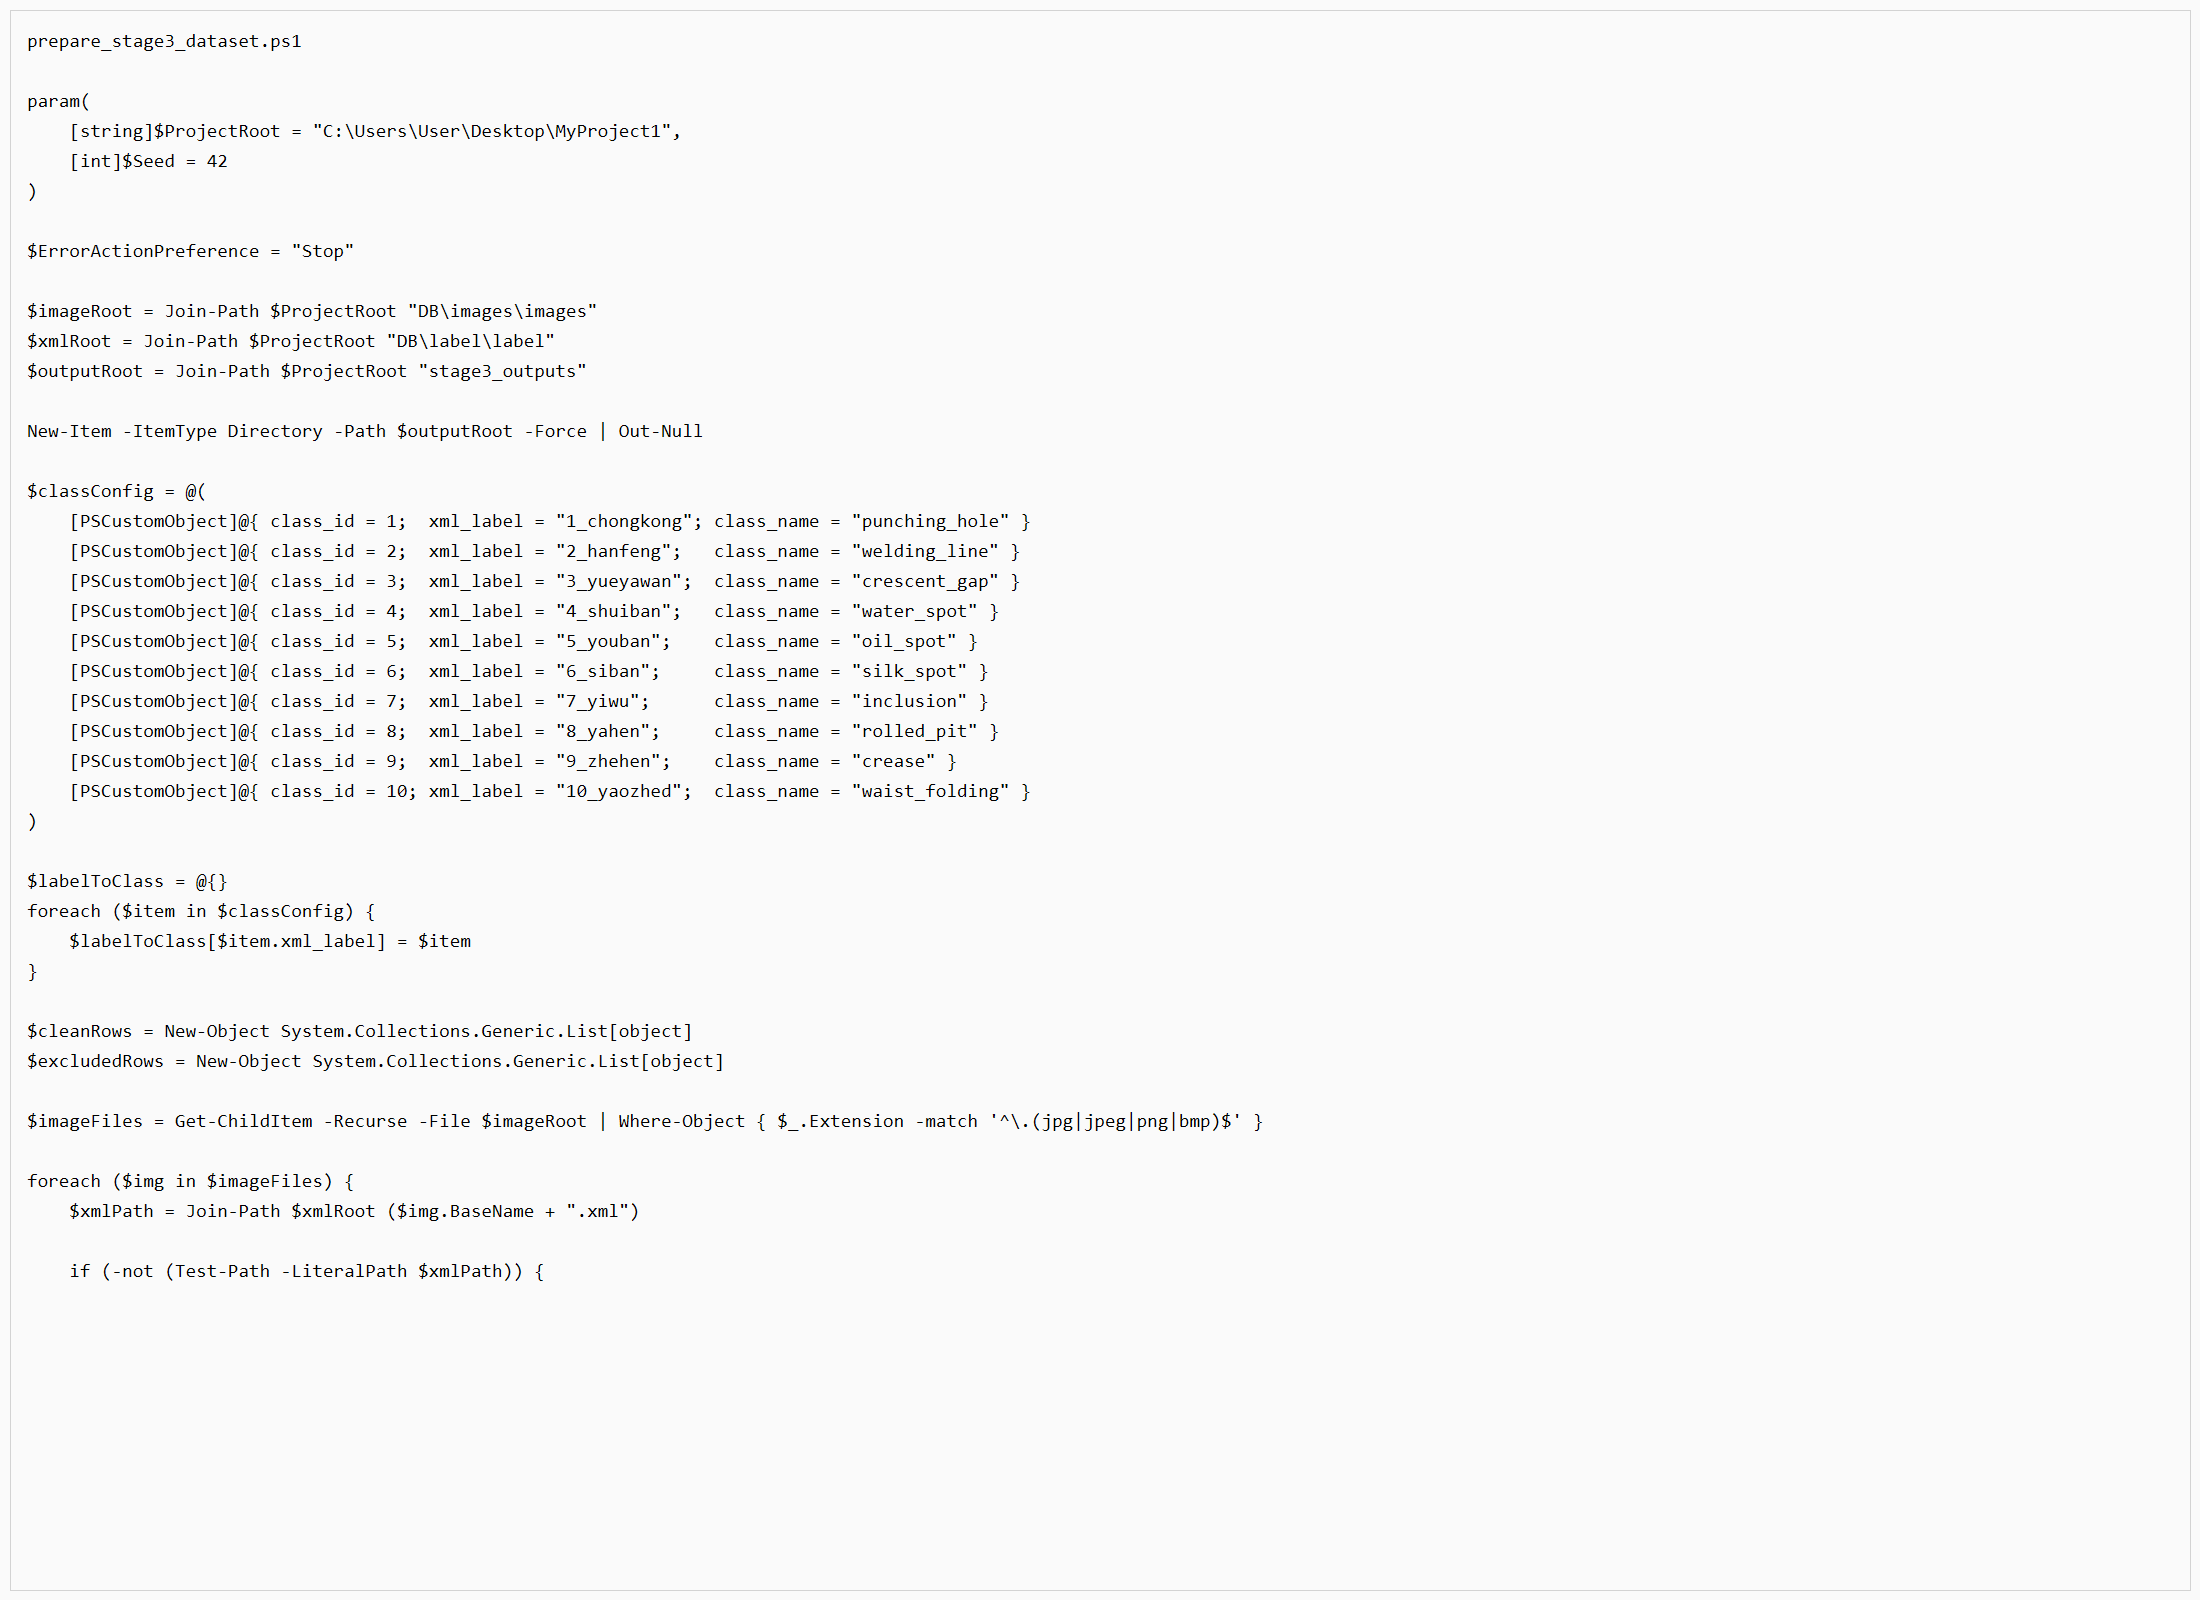 prepare_stage3_dataset.ps1

param(
    [string]$ProjectRoot = "C:\Users\User\Desktop\MyProject1",
    [int]$Seed = 42
)

$ErrorActionPreference = "Stop"

$imageRoot = Join-Path $ProjectRoot "DB\images\images"
$xmlRoot = Join-Path $ProjectRoot "DB\label\label"
$outputRoot = Join-Path $ProjectRoot "stage3_outputs"

New-Item -ItemType Directory -Path $outputRoot -Force | Out-Null

$classConfig = @(
    [PSCustomObject]@{ class_id = 1;  xml_label = "1_chongkong"; class_name = "punching_hole" }
    [PSCustomObject]@{ class_id = 2;  xml_label = "2_hanfeng";   class_name = "welding_line" }
    [PSCustomObject]@{ class_id = 3;  xml_label = "3_yueyawan";  class_name = "crescent_gap" }
    [PSCustomObject]@{ class_id = 4;  xml_label = "4_shuiban";   class_name = "water_spot" }
    [PSCustomObject]@{ class_id = 5;  xml_label = "5_youban";    class_name = "oil_spot" }
    [PSCustomObject]@{ class_id = 6;  xml_label = "6_siban";     class_name = "silk_spot" }
    [PSCustomObject]@{ class_id = 7;  xml_label = "7_yiwu";      class_name = "inclusion" }
    [PSCustomObject]@{ class_id = 8;  xml_label = "8_yahen";     class_name = "rolled_pit" }
    [PSCustomObject]@{ class_id = 9;  xml_label = "9_zhehen";    class_name = "crease" }
    [PSCustomObject]@{ class_id = 10; xml_label = "10_yaozhed";  class_name = "waist_folding" }
)

$labelToClass = @{}
foreach ($item in $classConfig) {
    $labelToClass[$item.xml_label] = $item
}

$cleanRows = New-Object System.Collections.Generic.List[object]
$excludedRows = New-Object System.Collections.Generic.List[object]

$imageFiles = Get-ChildItem -Recurse -File $imageRoot | Where-Object { $_.Extension -match '^\.(jpg|jpeg|png|bmp)$' }

foreach ($img in $imageFiles) {
    $xmlPath = Join-Path $xmlRoot ($img.BaseName + ".xml")

    if (-not (Test-Path -LiteralPath $xmlPath)) {